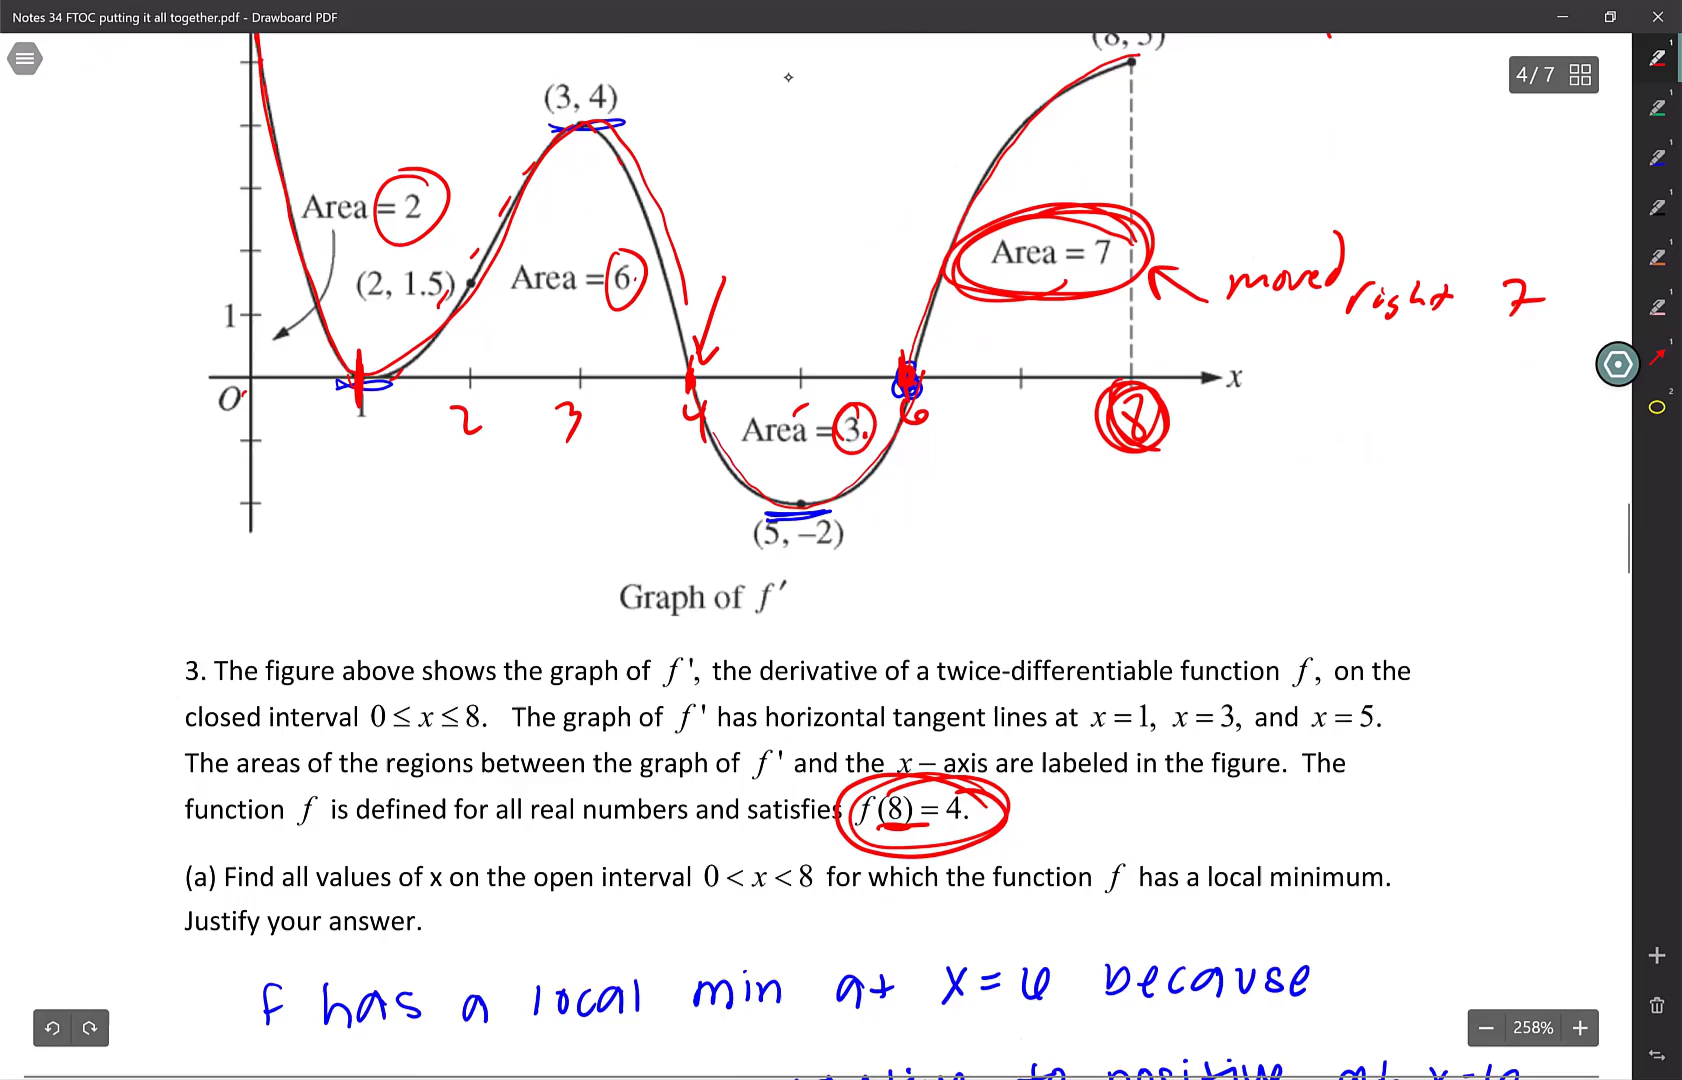 Notes 34 FTOC putting it all together.pdf - Drawboard PDF
4 / 7
(8, 5)
(3, 4)
Area = 2
(2, 1.5)
Area = 6
Area = 7
moved right 7
1
O
x
1
2
3
4
6
8
Area = 3
(5, –2)
Graph of f′
3. The figure above shows the graph of f ', the derivative of a twice-differentiable function f, on the
closed interval 0 ≤ x ≤ 8. The graph of f ' has horizontal tangent lines at x = 1, x = 3, and x = 5.
The areas of the regions between the graph of f ' and the x – axis are labeled in the figure. The
function f is defined for all real numbers and satisfies f(8) = 4.
(a) Find all values of x on the open interval 0 < x < 8 for which the function f has a local minimum.
Justify your answer.
f has a local min at x = 6 because
to positive at x=6
258%